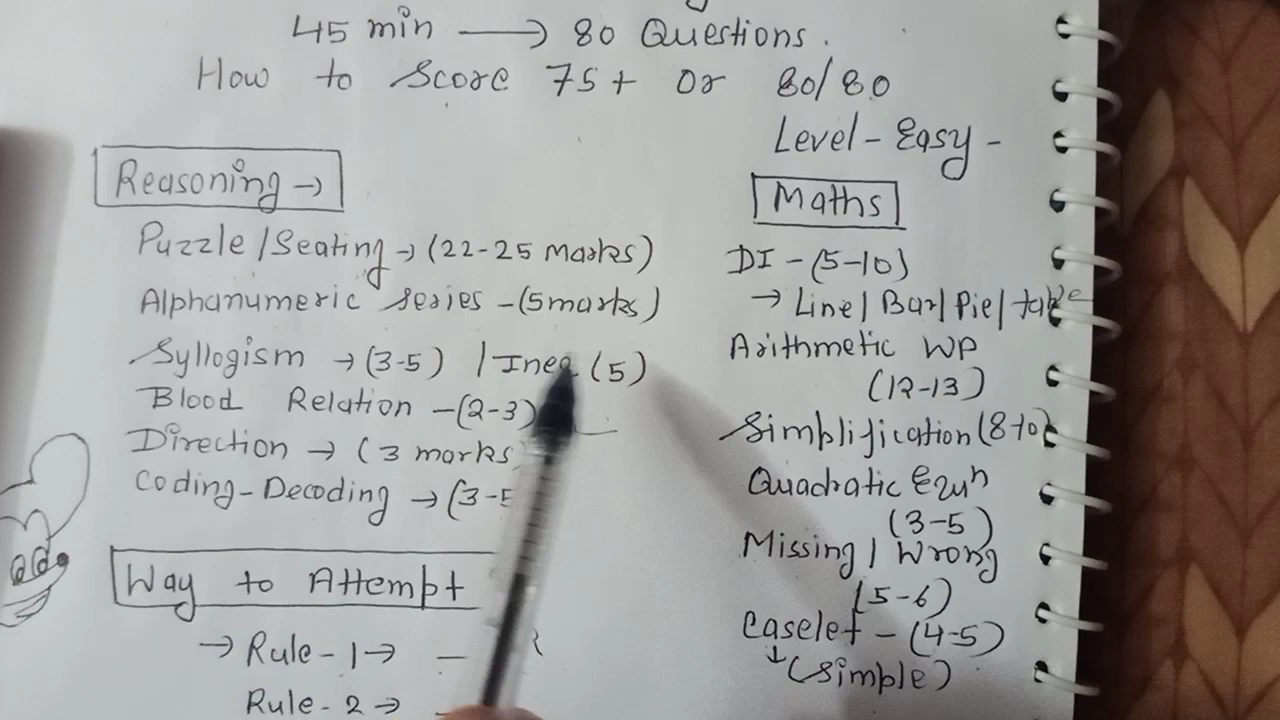 45 min → 80 Questions.
How to Score 75+ or 80/80
Level - Easy -
Reasoning →
Puzzle/Seating → (22-25 marks)
Alphanumeric series - (5marks)
Syllogism → (3-5) / Ineq (5)
Blood Relation - (2-3)
Direction → (3 marks
Coding-Decoding → (3-5
Way to Attempt
→ Rule-1 → -
Rule-2 → -
Maths
DI - (5-10)
→ Line/Bar/Pie/table
Arithmetic WP
(12-13)
Simplification (8 to
Quadratic Equn
(3-5)
Missing/Wrong
(5-6)
Caselet - (4-5)
↓ (simple)